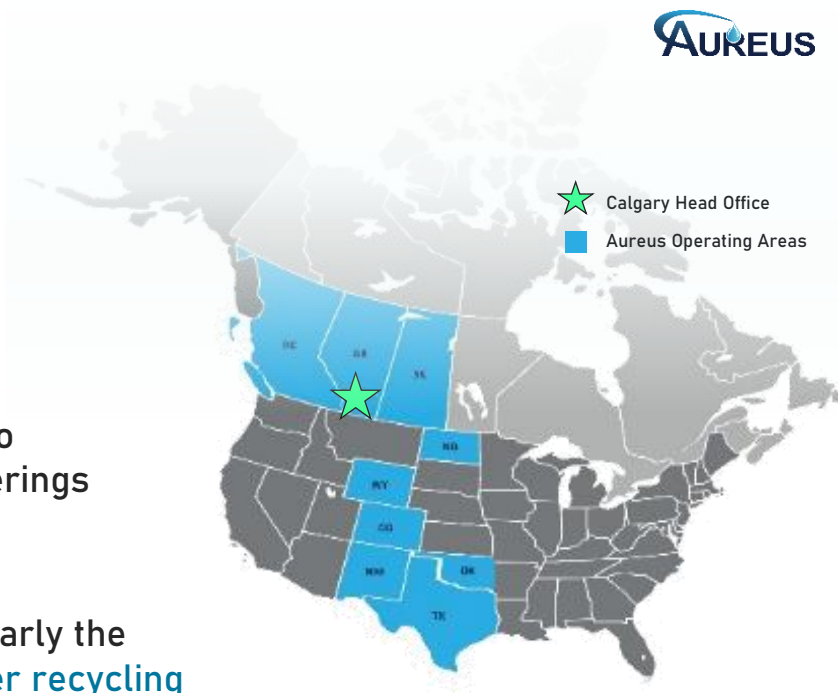 AUREUS
Calgary Head Office
Aureus Operating Areas
BC
AB
SK
ND
WY
CO
NM
OK
TX
o
erings
arly the
er recycling